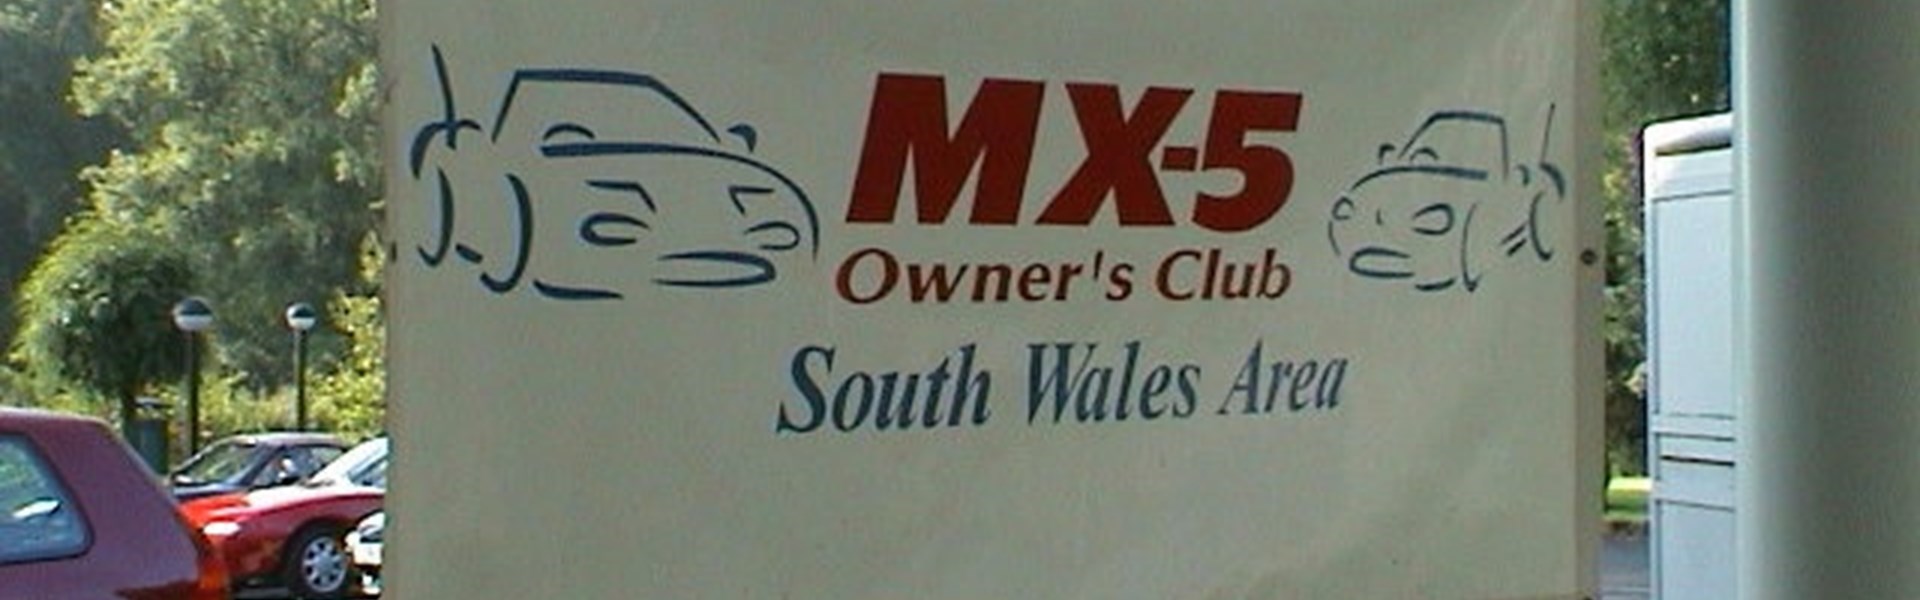 MX-5
Owner's Club
South Wales Area